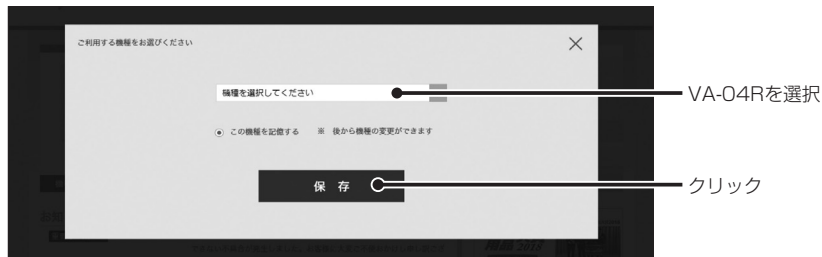 ご利用する機種をお選びください
機種を選択してください
VA-04Rを選択
この機種を記憶する ※ 後から機種の変更ができます
保 存
クリック